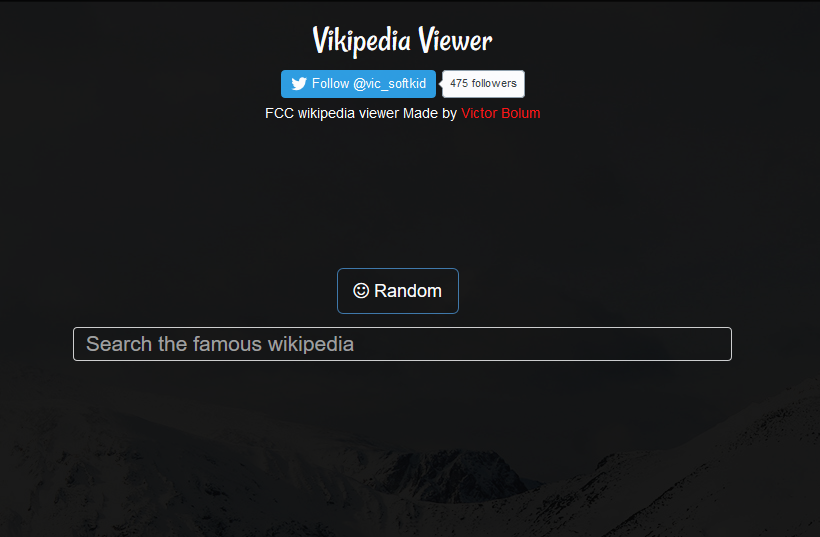 Vikipedia Viewer
Follow @vic_softkid 475 followers
FCC wikipedia viewer Made by Victor Bolum
Random
Search the famous wikipedia